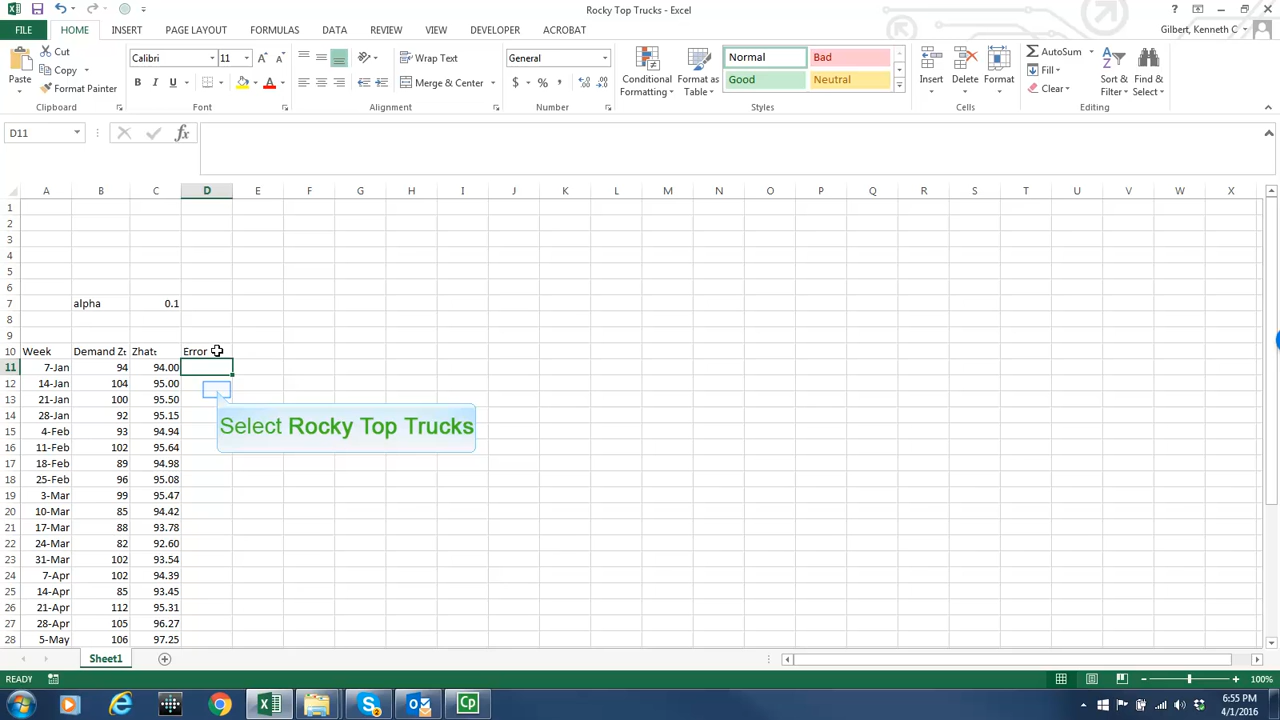 Rocky Top Trucks - Excel
FILE HOME INSERT PAGE LAYOUT FORMULAS DATA REVIEW VIEW DEVELOPER ACROBAT Gilbert, Kenneth C
Cut
Copy
Format Painter
Paste
Clipboard
Calibri 11
B I U
Font
Wrap Text
Merge & Center
Alignment
General
$ % ,
Number
Conditional Formatting
Format as Table
Normal Bad
Good Neutral
Styles
Insert Delete Format
Cells
AutoSum
Fill
Clear
Sort & Filter
Find & Select
Editing
D11 fx
A B C D E F G H I J K L M N O P Q R S T U V W X
1
2
3
4
5
6
7 alpha 0.1
8
9
10 Week Demand Zt Zhatt Error
11 7-Jan 94 94.00
12 14-Jan 104 95.00
13 21-Jan 100 95.50
14 28-Jan 92 95.15
15 4-Feb 93 94.94
16 11-Feb 102 95.64
17 18-Feb 89 94.98
18 25-Feb 96 95.08
19 3-Mar 99 95.47
20 10-Mar 85 94.42
21 17-Mar 88 93.78
22 24-Mar 82 92.60
23 31-Mar 102 93.54
24 7-Apr 102 94.39
25 14-Apr 85 93.45
26 21-Apr 112 95.31
27 28-Apr 105 96.27
28 5-May 106 97.25
Select Rocky Top Trucks
Sheet1
READY 100%
6:55 PM
4/1/2016